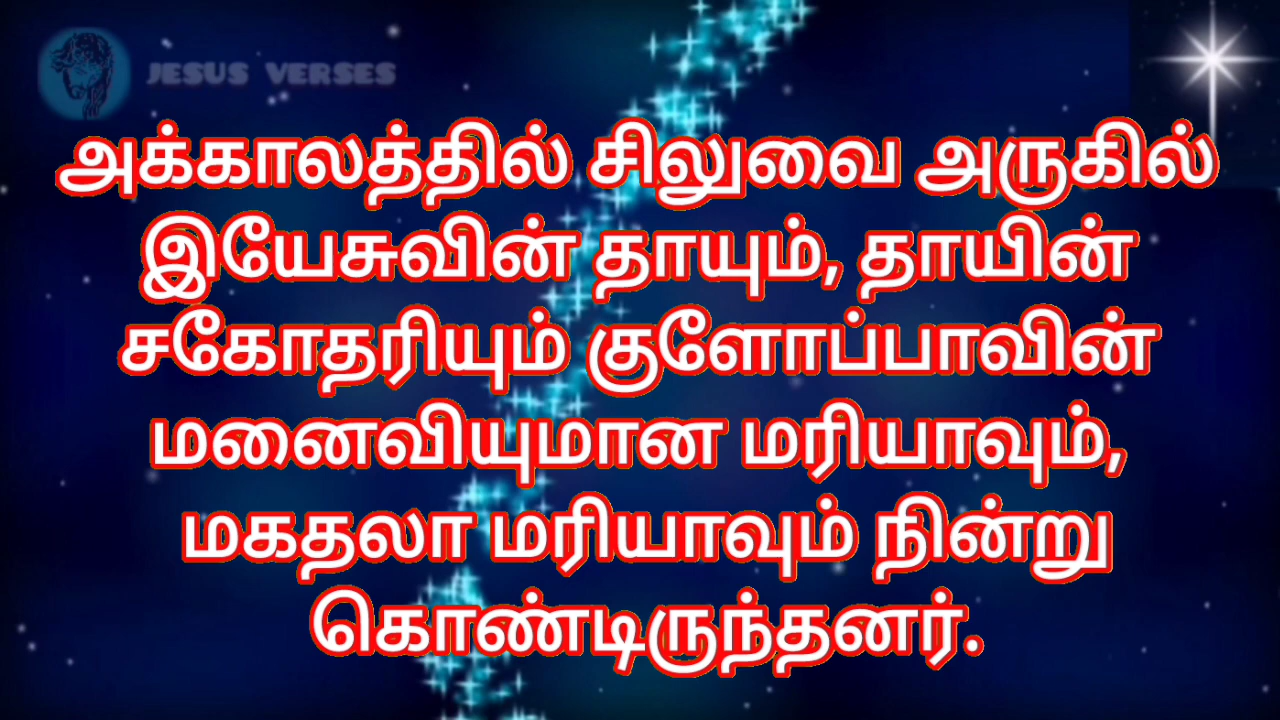 JESUS VERSES
அக்காலத்தில் சிலுவை அருகில்
இயேசுவின் தாயும், தாயின்
சகோதரியும் குளோப்பாவின்
மனைவியுமான மரியாவும்,
மகதலா மரியாவும் நின்று
கொண்டிருந்தனர்.